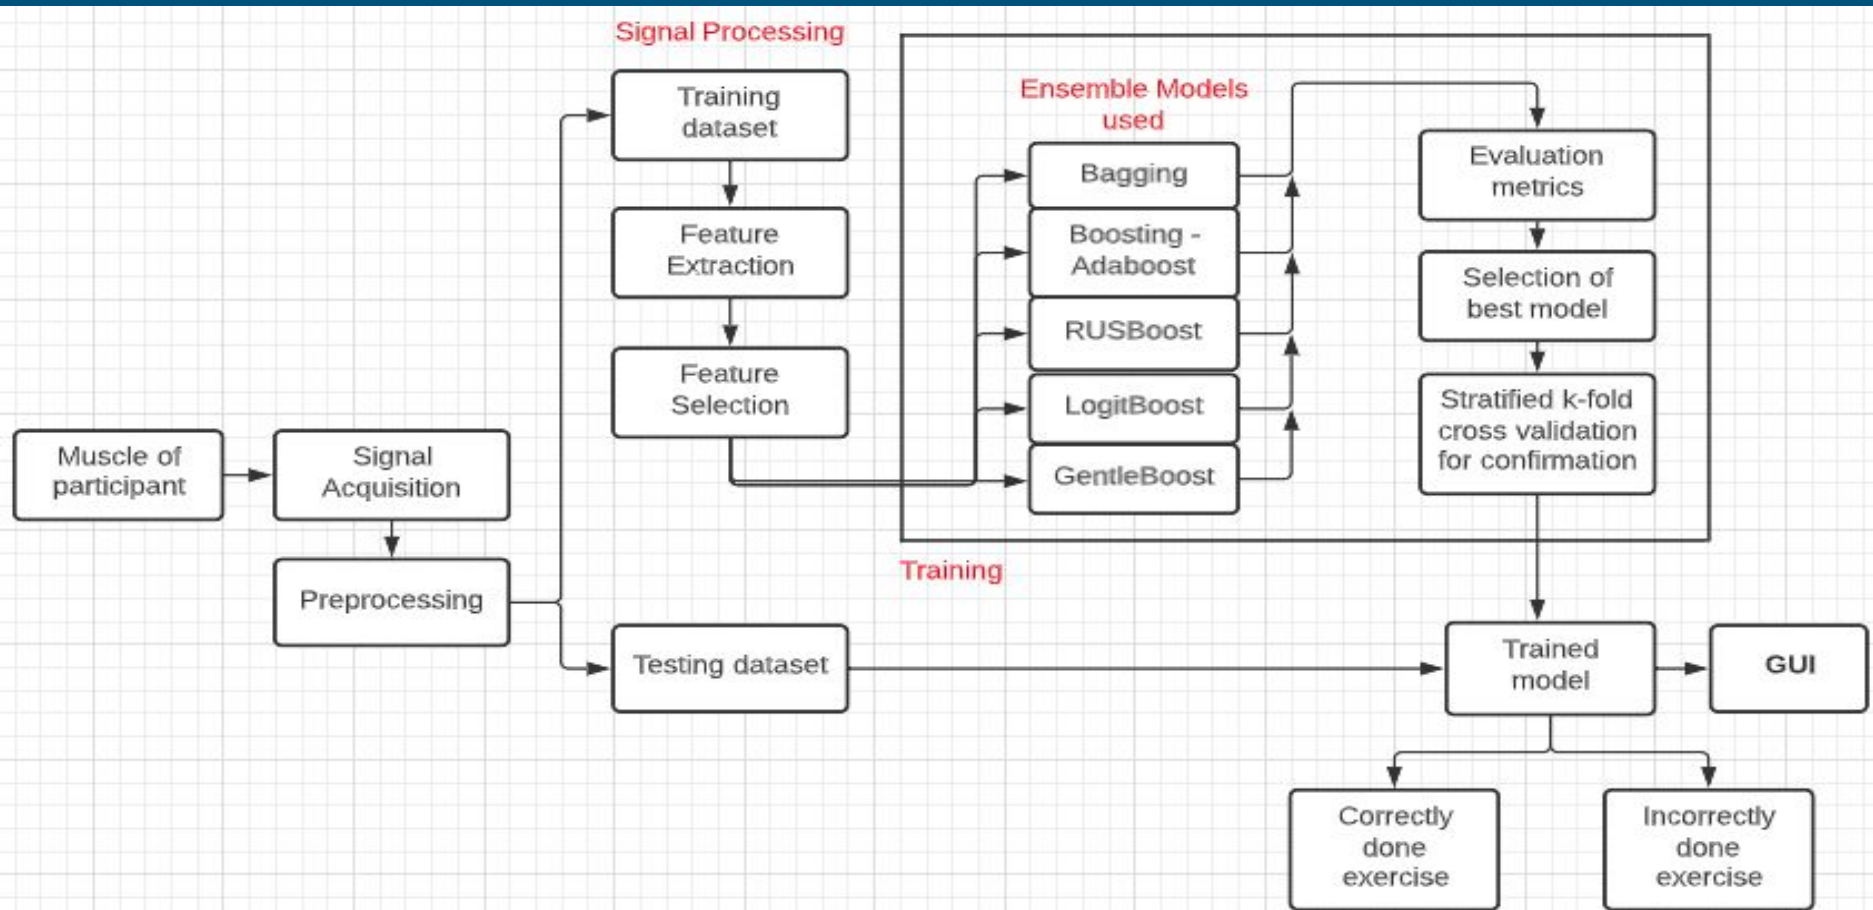 Signal Processing
Training
dataset
Feature
Extraction
Feature
Selection
Muscle of
participant
Signal
Acquisition
Preprocessing
Testing dataset
Ensemble Models
used
Bagging
Boosting -
Adaboost
RUSBoost
LogitBoost
GentleBoost
Evaluation
metrics
Selection of
best model
Stratified k-fold
cross validation
for confirmation
Training
Trained
model
GUI
Correctly
done
exercise
Incorrectly
done
exercise